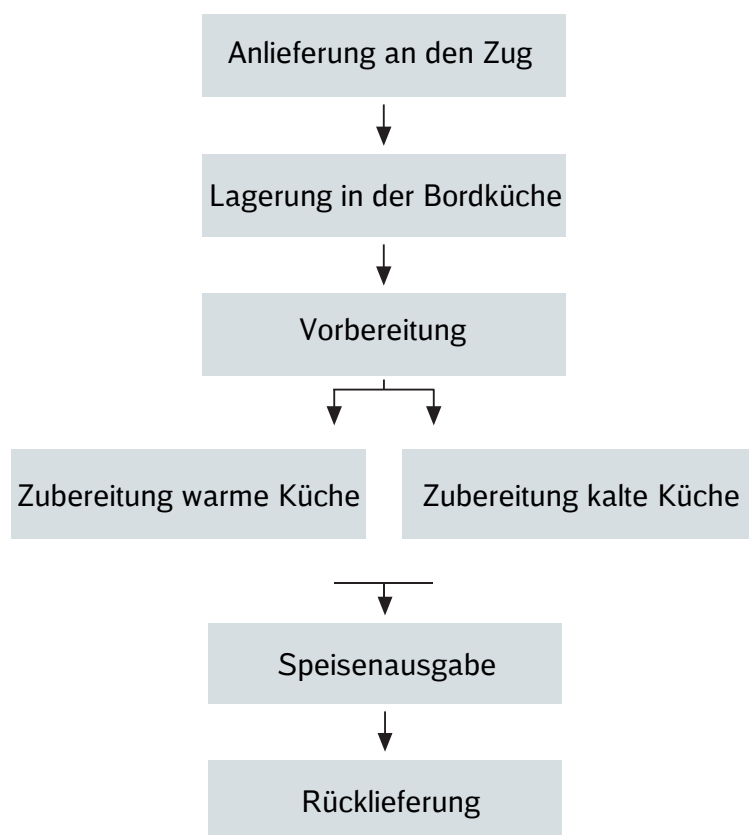 Anlieferung an den Zug
Lagerung in der Bordküche
Vorbereitung
Zubereitung warme Küche
Zubereitung kalte Küche
Speisenausgabe
Rücklieferung